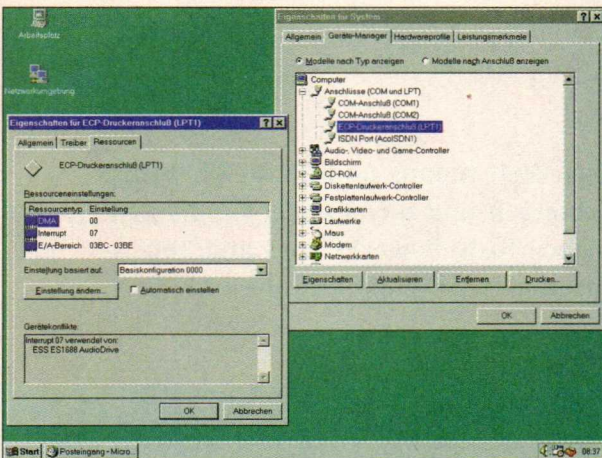 Arbeitsplatz
Netzwerkumgebung
Eigenschaften für System
Allgemein Geräte-Manager Hardwareprofile Leistungsmerkmale
Modelle nach Typ anzeigen Modelle nach Anschluß anzeigen
Computer
Anschlüsse (COM und LPT)
COM-Anschluß (COM1)
COM-Anschluß (COM2)
ECP-Druckeranschluß (LPT1)
ISDN Port (AcolSDN1)
Audio-, Video- und Game-Controller
Bildschirm
CD-ROM
Diskettenlaufwerk-Controller
Festplattenlaufwerk-Controller
Grafikkarten
Laufwerke
Maus
Modem
Netzwerkkarten
Eigenschaften Aktualisieren Entfernen Drucken...
OK Abbrechen
Eigenschaften für ECP-Druckeranschluß (LPT1)
Allgemein Treiber Ressourcen
ECP-Druckeranschluß (LPT1)
Ressourceneinstellungen:
Ressourcentyp Einstellung
DMA 00
Interrupt 07
E/A-Bereich 03BC - 03BE
Einstellung basiert auf: Basiskonfiguration 0000
Einstellung ändern... Automatisch einstellen
Gerätekonflikte:
Interrupt 07 verwendet von:
ESS ES1688 AudioDrive
OK Abbrechen
Start Posteingang - Micro...
08:37